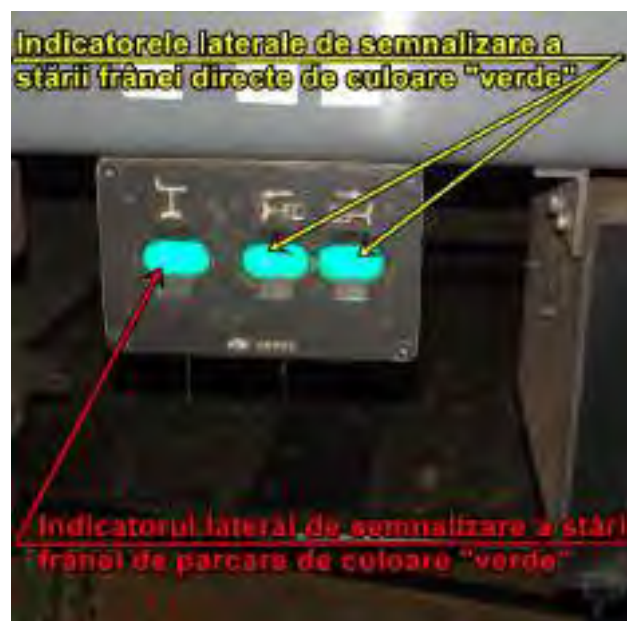 Indicatorele laterale de semnalizare a
stării frânei directe de culoare "verde"
Indicatorul lateral de semnalizare a stări
frânei de parcare de culoare "verde"